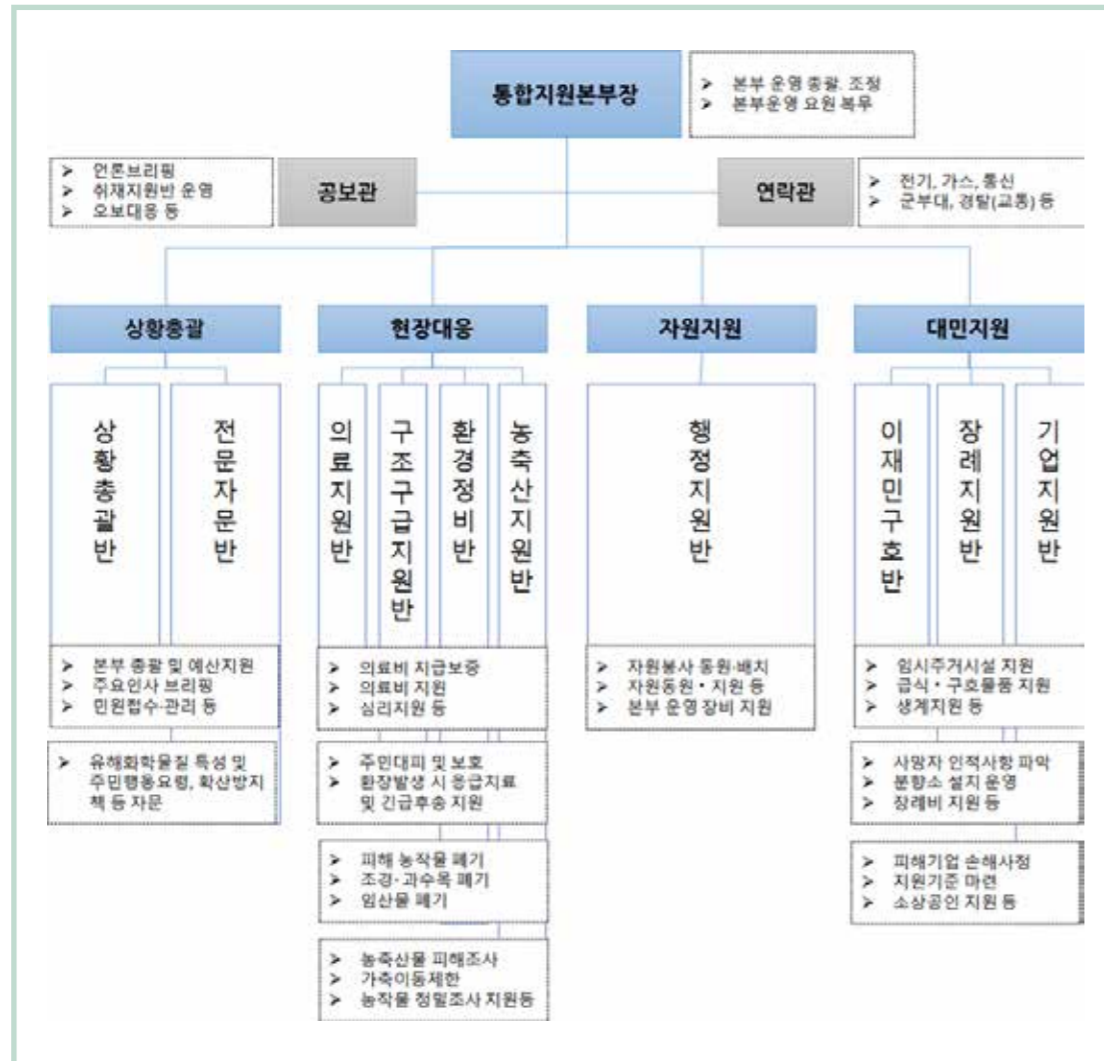 통합지원본부장
➤ 본부 운영 총괄. 조정
➤ 본부운영 요원 복무
➤ 언론브리핑
➤ 취재지원반 운영
➤ 오보대응 등
공보관
연락관
➤ 전기, 가스, 통신
➤ 군부대, 경찰(교통) 등
상황총괄
현장대응
자원지원
대민지원
상황총괄반
전문자문반
의료지원반
구조구급지원반
환경정비반
농축산지원반
행정지원반
이재민구호반
장례지원반
기업지원반
➤ 본부 총괄 및 예산지원
➤ 주요인사 브리핑
➤ 민원접수·관리 등
➤ 유해화학물질 특성 및
주민행동요령, 확산방지
책 등 자문
➤ 의료비 지급보증
➤ 의료비 지원
➤ 심리지원 등
➤ 주민대피 및 보호
➤ 환장발생 시 응급치료
및 긴급후송 지원
➤ 피해 농작물 폐기
➤ 조경·과수목 폐기
➤ 임산물 폐기
➤ 농축산물 피해조사
➤ 가축이동제한
➤ 농작물 정밀조사 지원등
➤ 자원봉사 동원·배치
➤ 자원동원·지원 등
➤ 본부 운영 장비 지원
➤ 임시주거시설 지원
➤ 급식·구호물품 지원
➤ 생계지원 등
➤ 사망자 인적사항 파악
➤ 분향소 설치 운영
➤ 장례비 지원 등
➤ 피해기업 손해사정
➤ 지원기준 마련
➤ 소상공인 지원 등